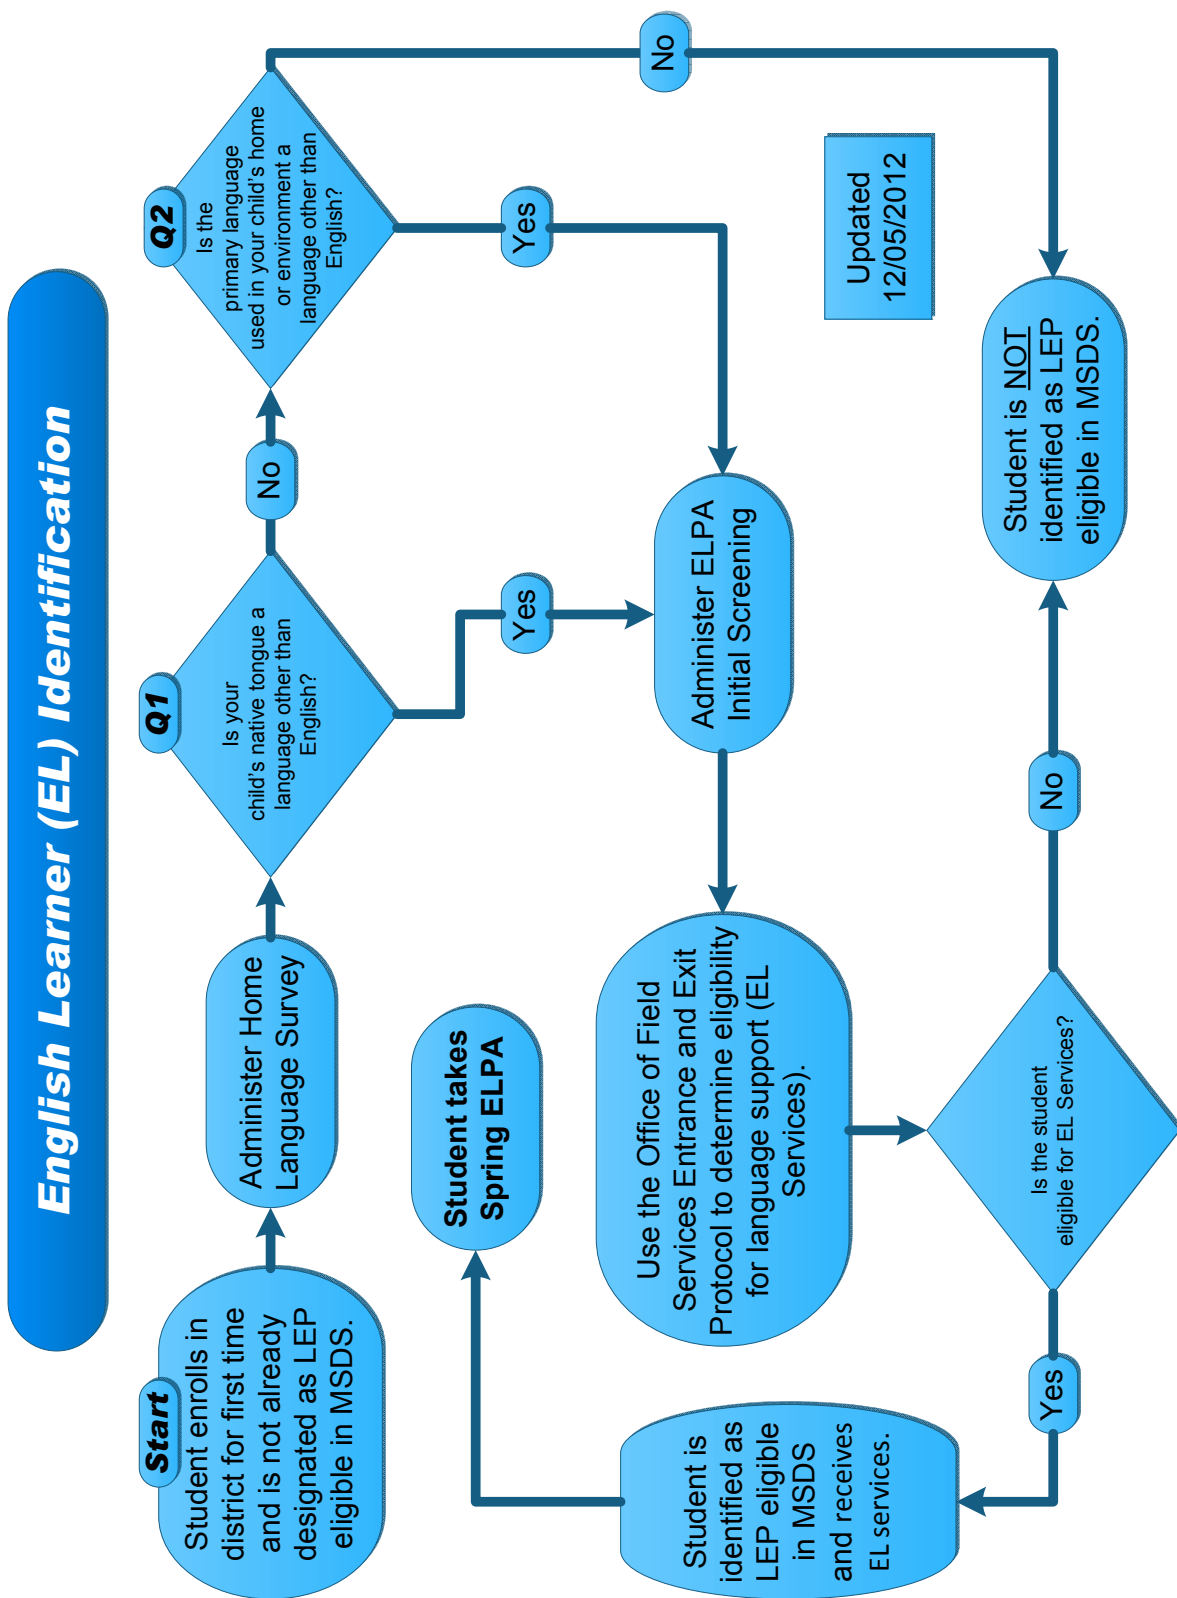 English Learner (EL) Identification
Start
Student enrolls in
district for first time
and is not already
designated as LEP
eligible in MSDS.
Administer Home
Language Survey
Q1
Is your
child's native tongue a
language other than
English?
No
Q2
Is the
primary language
used in your child's home
or environment a
language other than
English?
No
Yes
Yes
Administer ELPA
Initial Screening
Use the Office of Field
Services Entrance and Exit
Protocol to determine eligibility
for language support (EL
Services).
Student takes
Spring ELPA
Updated
12/05/2012
Student is
identified as
LEP eligible
in MSDS
and receives
EL services.
Yes
Is the student
eligible for EL Services?
No
Student is NOT
identified as LEP
eligible in MSDS.